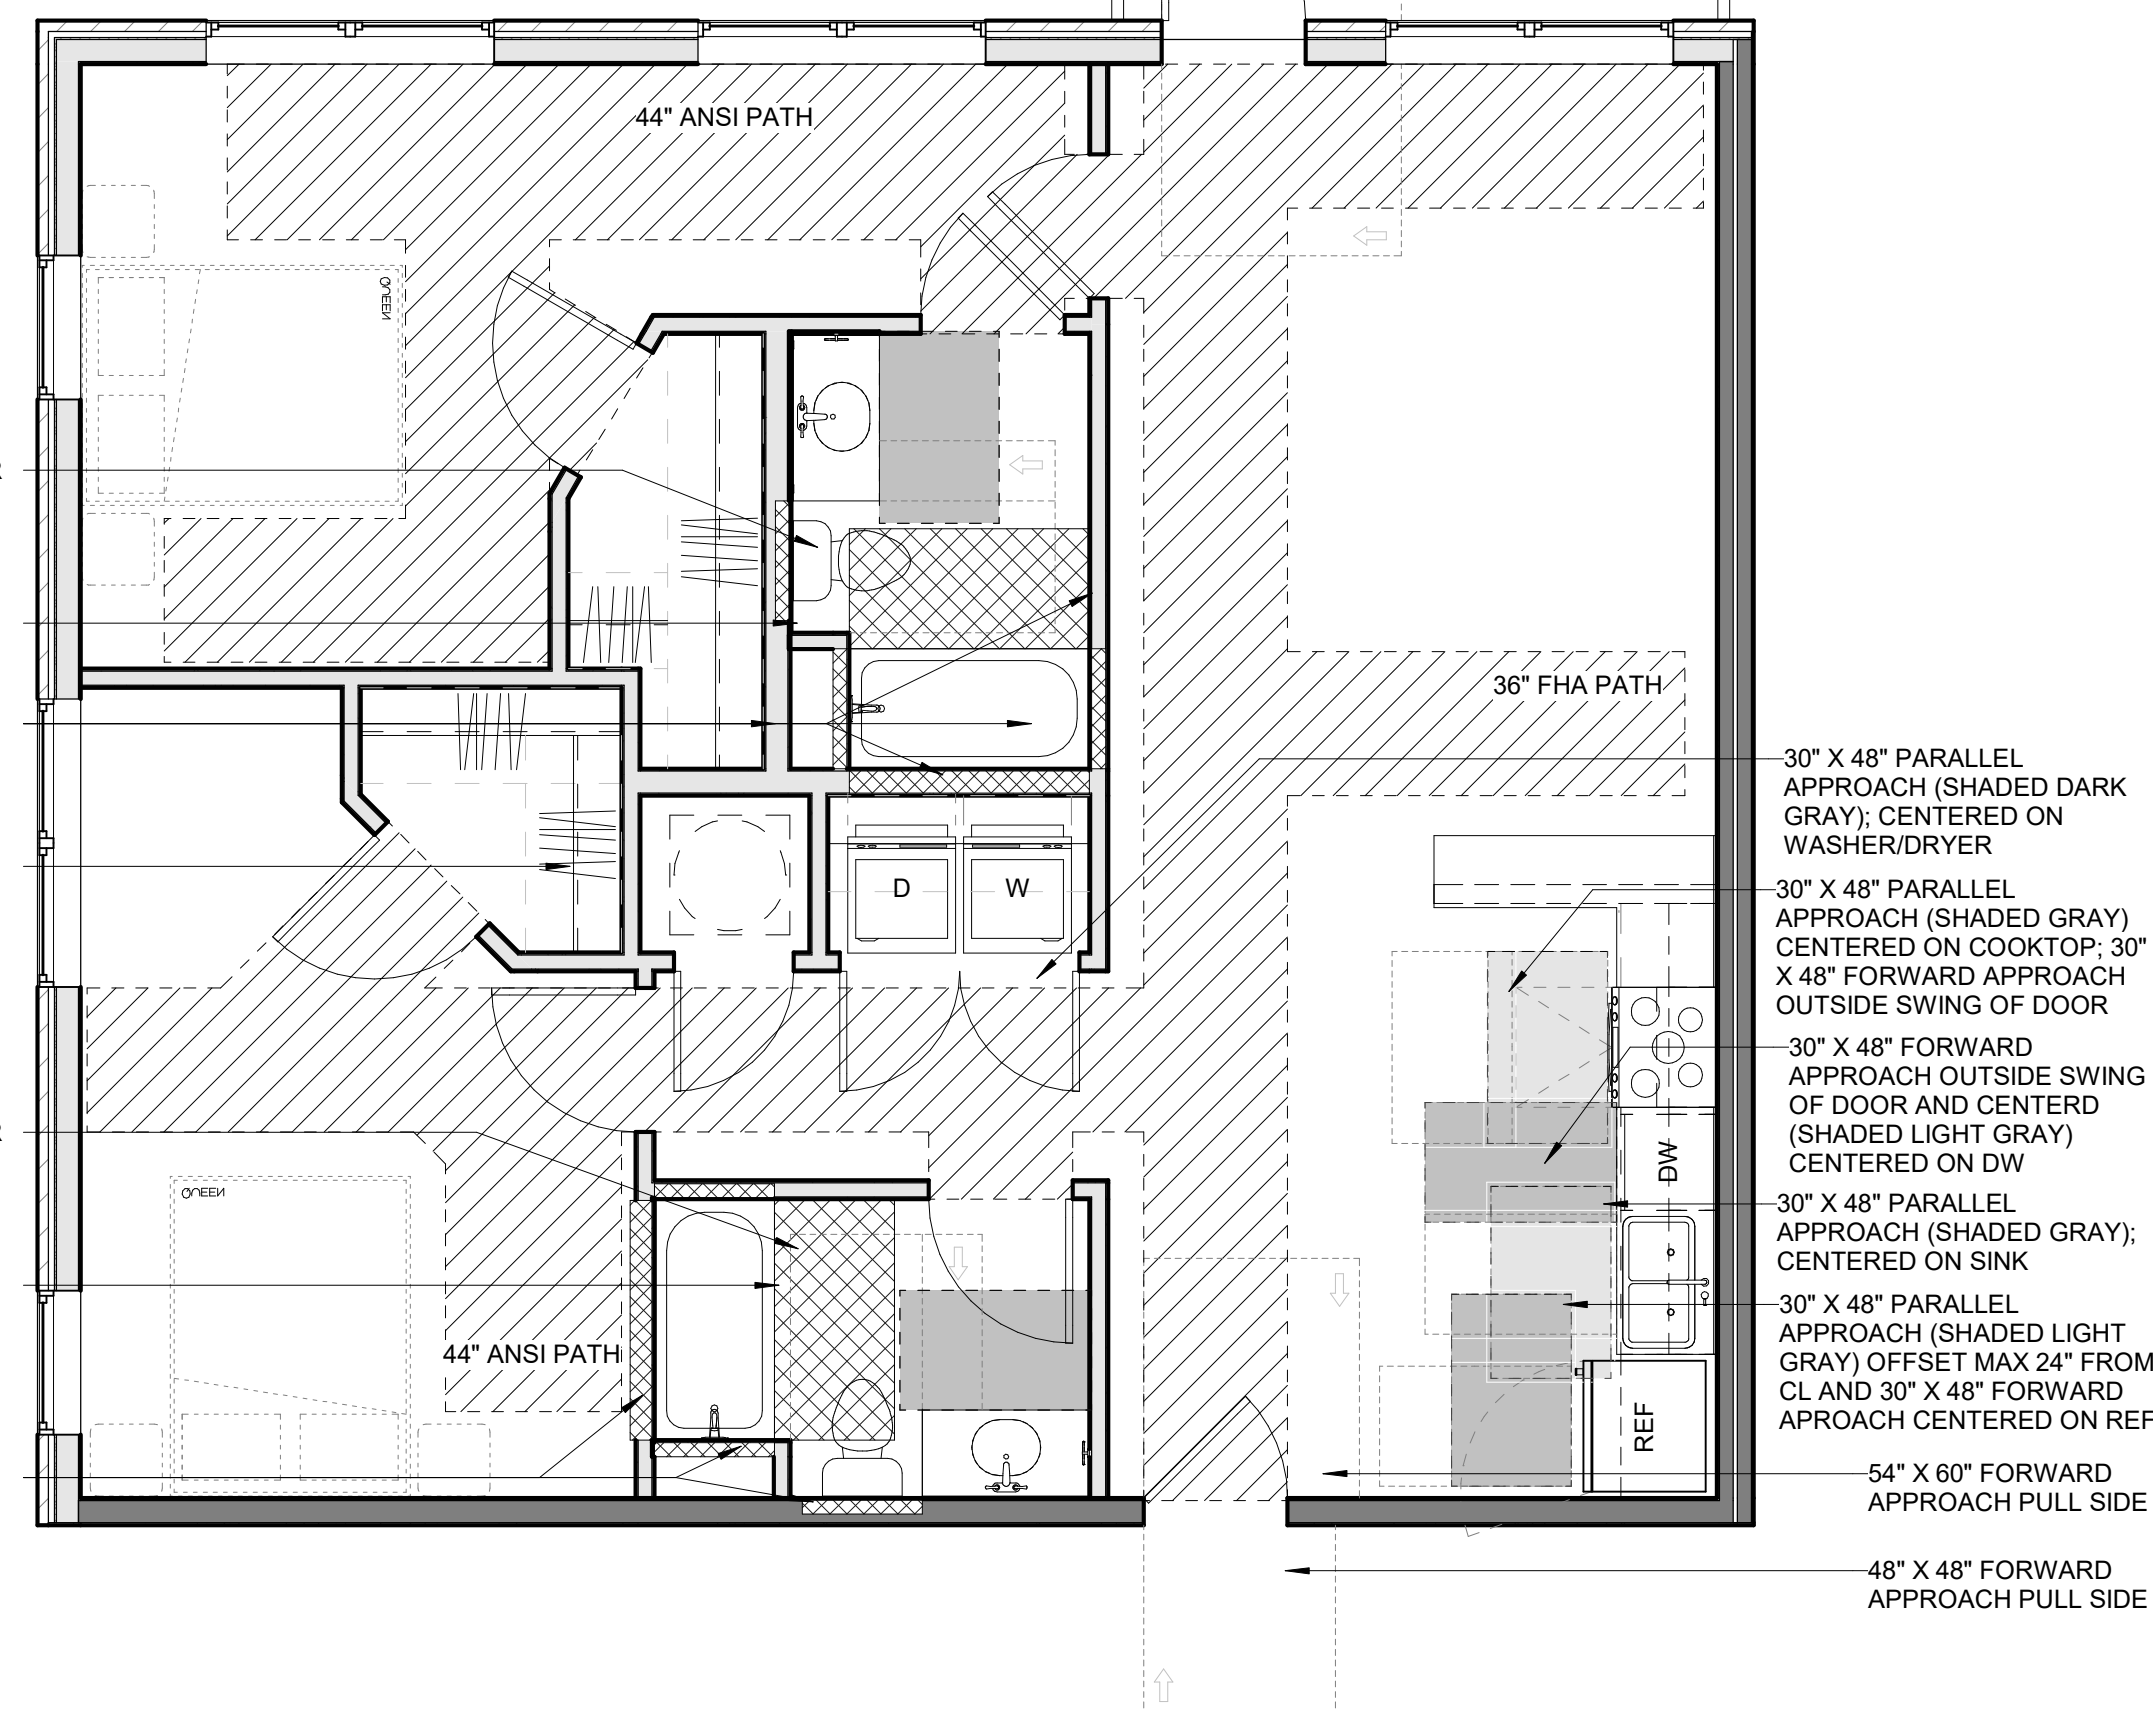 44" ANSI PATH
QUEEN
36" FHA PATH
30" X 48" PARALLEL
APPROACH (SHADED DARK
GRAY); CENTERED ON
WASHER/DRYER
30" X 48" PARALLEL
APPROACH (SHADED GRAY)
CENTERED ON COOKTOP; 30"
X 48" FORWARD APPROACH
OUTSIDE SWING OF DOOR
D
W
30" X 48" FORWARD
APPROACH OUTSIDE SWING
OF DOOR AND CENTERD
(SHADED LIGHT GRAY)
CENTERED ON DW
DW
QUEEN
30" X 48" PARALLEL
APPROACH (SHADED GRAY);
CENTERED ON SINK
30" X 48" PARALLEL
APPROACH (SHADED LIGHT
GRAY) OFFSET MAX 24" FROM
CL AND 30" X 48" FORWARD
APROACH CENTERED ON REF
44" ANSI PATH
REF
54" X 60" FORWARD
APPROACH PULL SIDE
48" X 48" FORWARD
APPROACH PULL SIDE